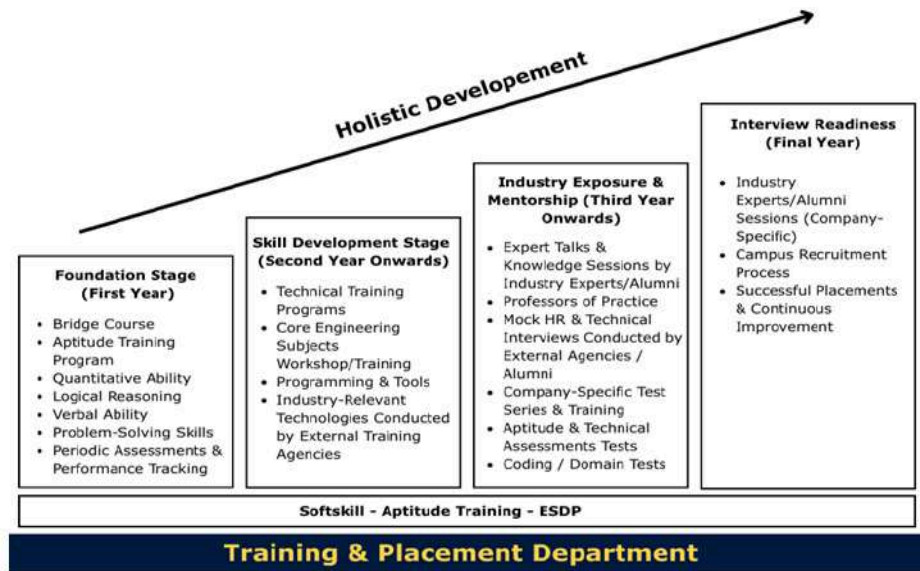 Holistic Developement
Foundation Stage
(First Year)
• Bridge Course
• Aptitude Training
Program
• Quantitative Ability
• Logical Reasoning
• Verbal Ability
• Problem-Solving Skills
• Periodic Assessments &
Performance Tracking
Skill Development Stage
(Second Year Onwards)
• Technical Training
Programs
• Core Engineering
Subjects
Workshop/Training
• Programming & Tools
• Industry-Relevant
Technologies Conducted
by External Training
Agencies
Industry Exposure &
Mentorship (Third Year
Onwards)
• Expert Talks &
Knowledge Sessions by
Industry Experts/Alumni
• Professors of Practice
• Mock HR & Technical
Interviews Conducted by
External Agencies /
Alumni
• Company-Specific Test
Series & Training
• Aptitude & Technical
Assessments Tests
• Coding / Domain Tests
Interview Readiness
(Final Year)
• Industry
Experts/Alumni
Sessions (Company-
Specific)
• Campus Recruitment
Process
• Successful Placements
& Continuous
Improvement
Softskill - Aptitude Training - ESDP
Training & Placement Department